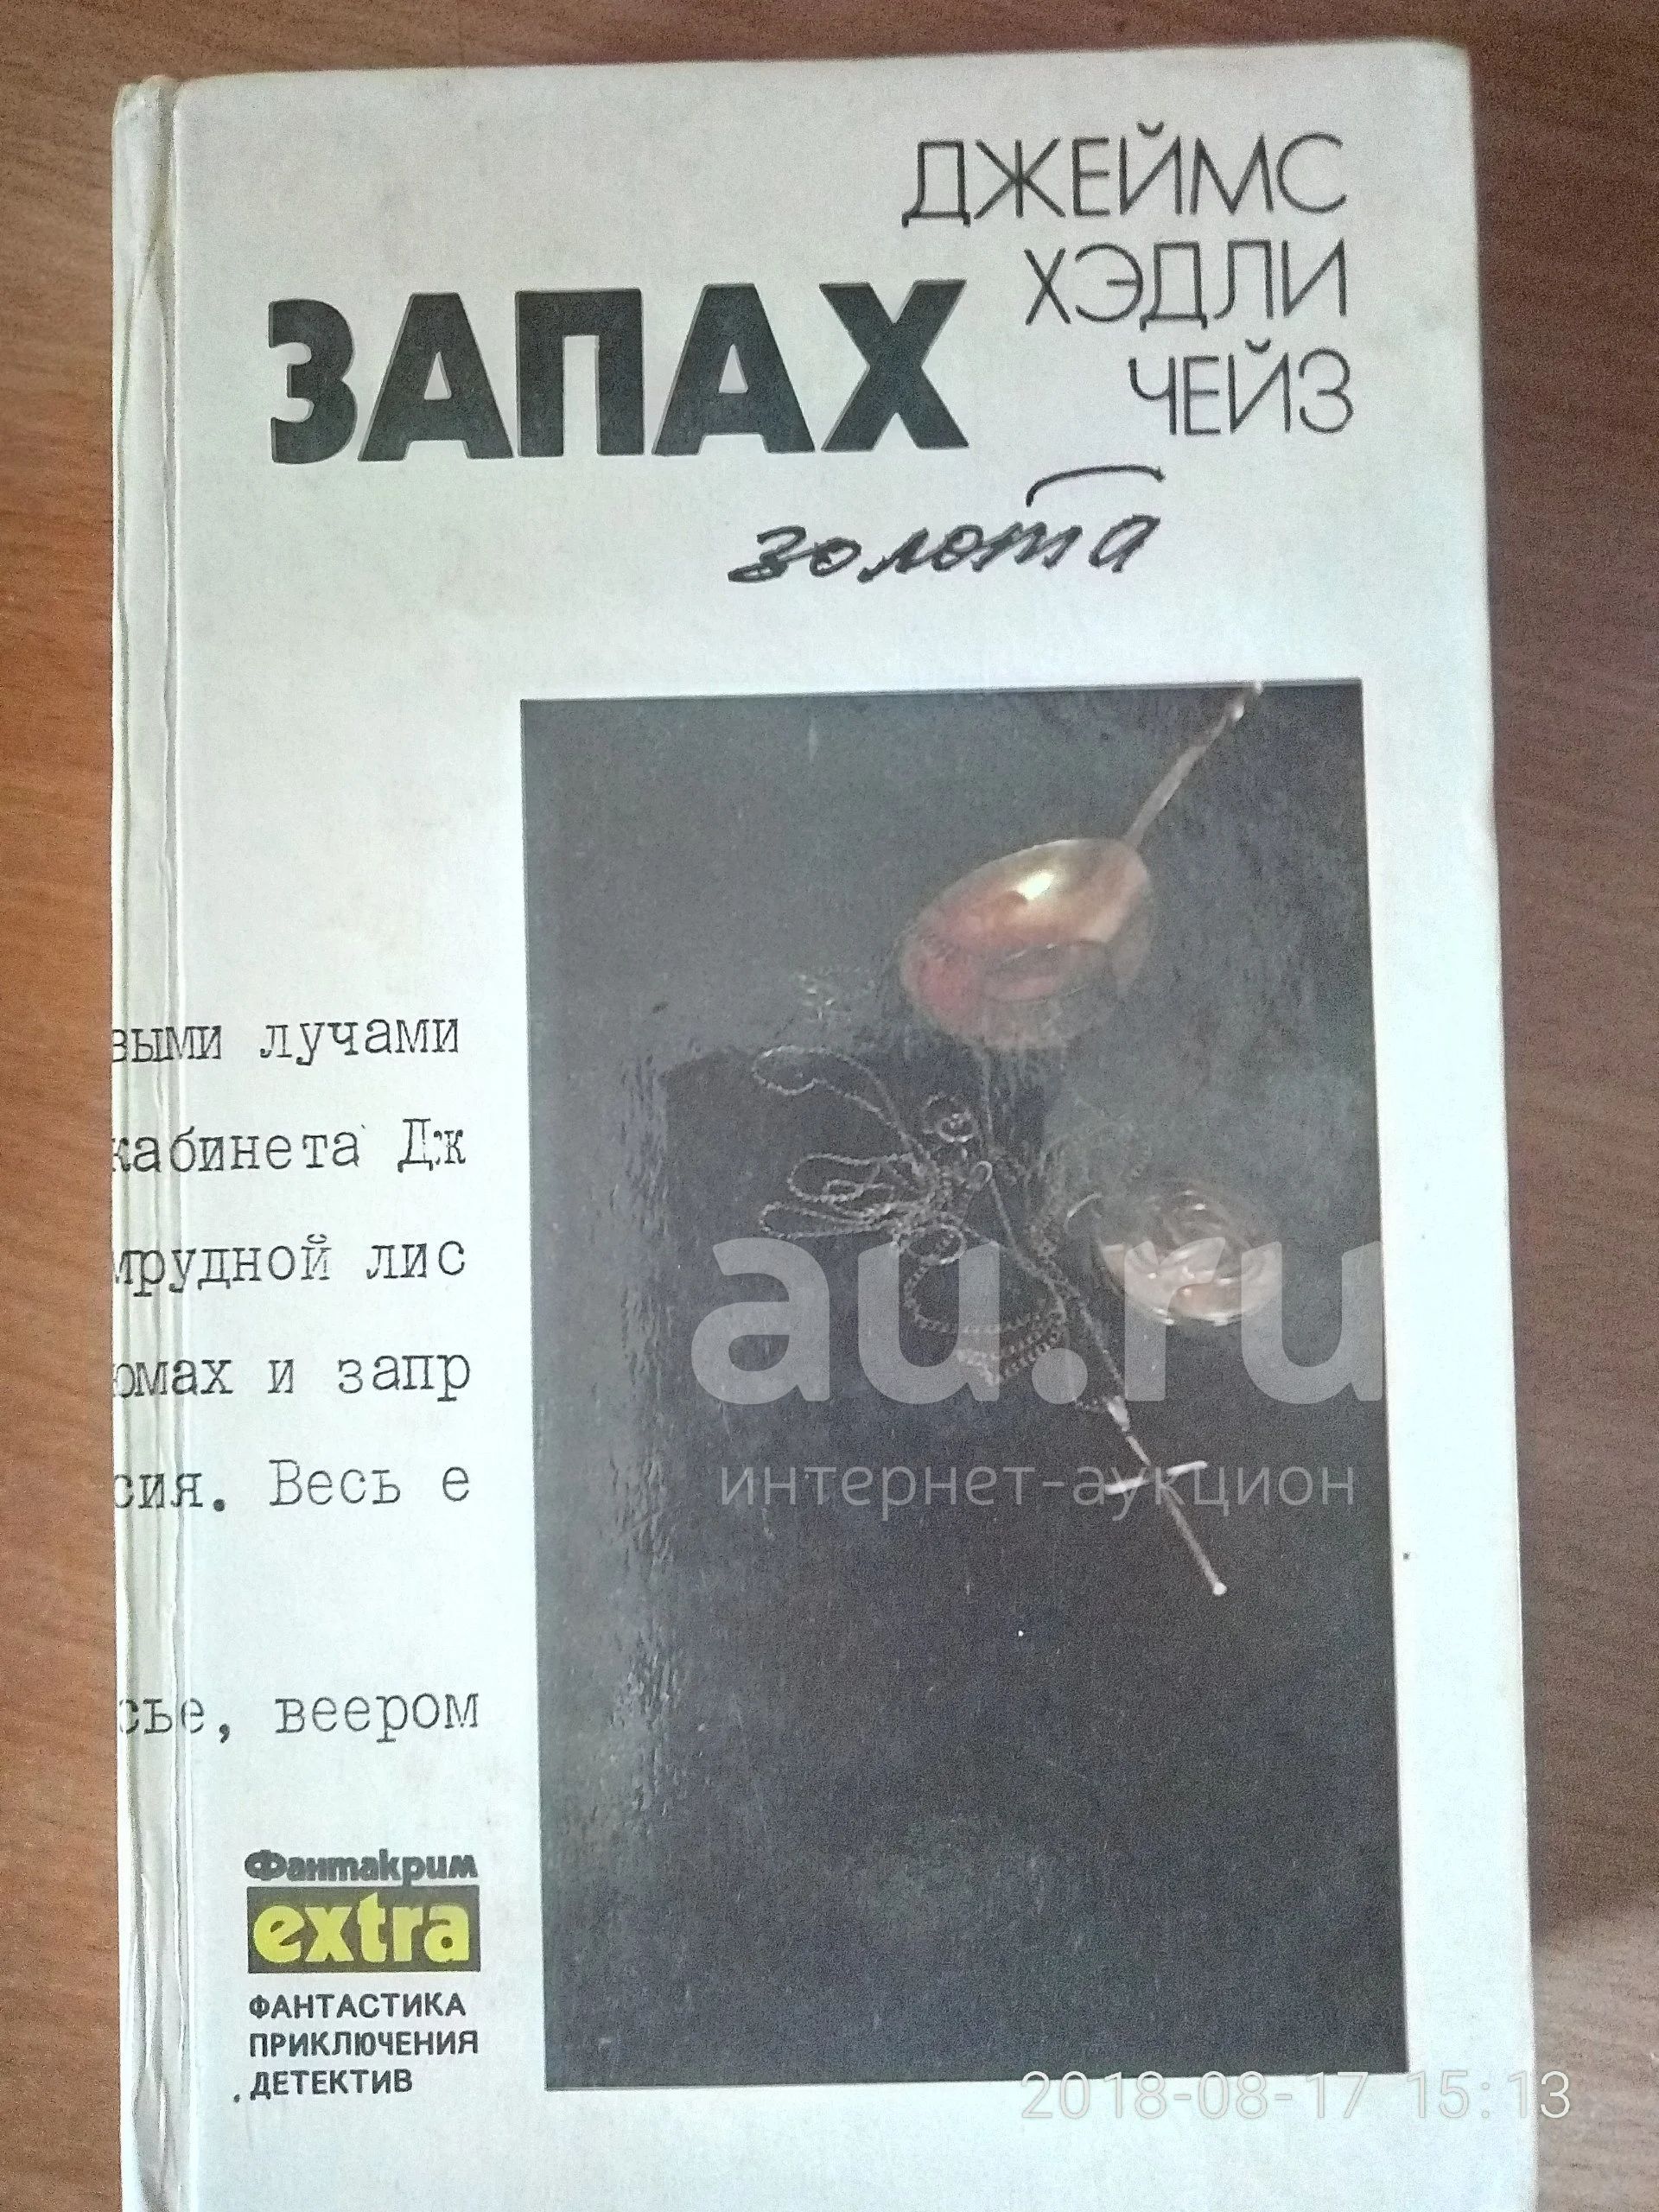 ДЖЕЙМС
ХЭДЛИ
ЧЕЙЗ
ЗАПАХ
золота
выми лучами
кабинета Дж
мрудной лис
омах и запр
сия. Весь е
сье, веером
au.ru
интернет-аукцион
Фантакрим
extra
ФАНТАСТИКА
ПРИКЛЮЧЕНИЯ
ДЕТЕКТИВ
2018-08-17 15:13